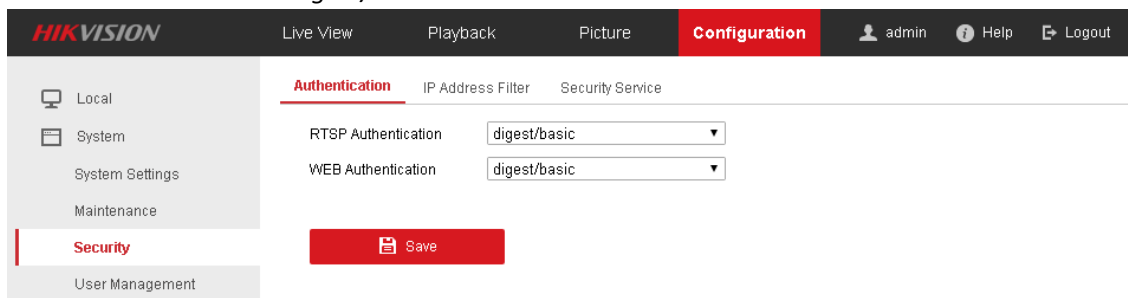 HIKVISION Live View Playback Picture Configuration admin Help Logout
Authentication IP Address Filter Security Service
Local
System
System Settings
Maintenance
Security
User Management
RTSP Authentication digest/basic
WEB Authentication digest/basic
Save